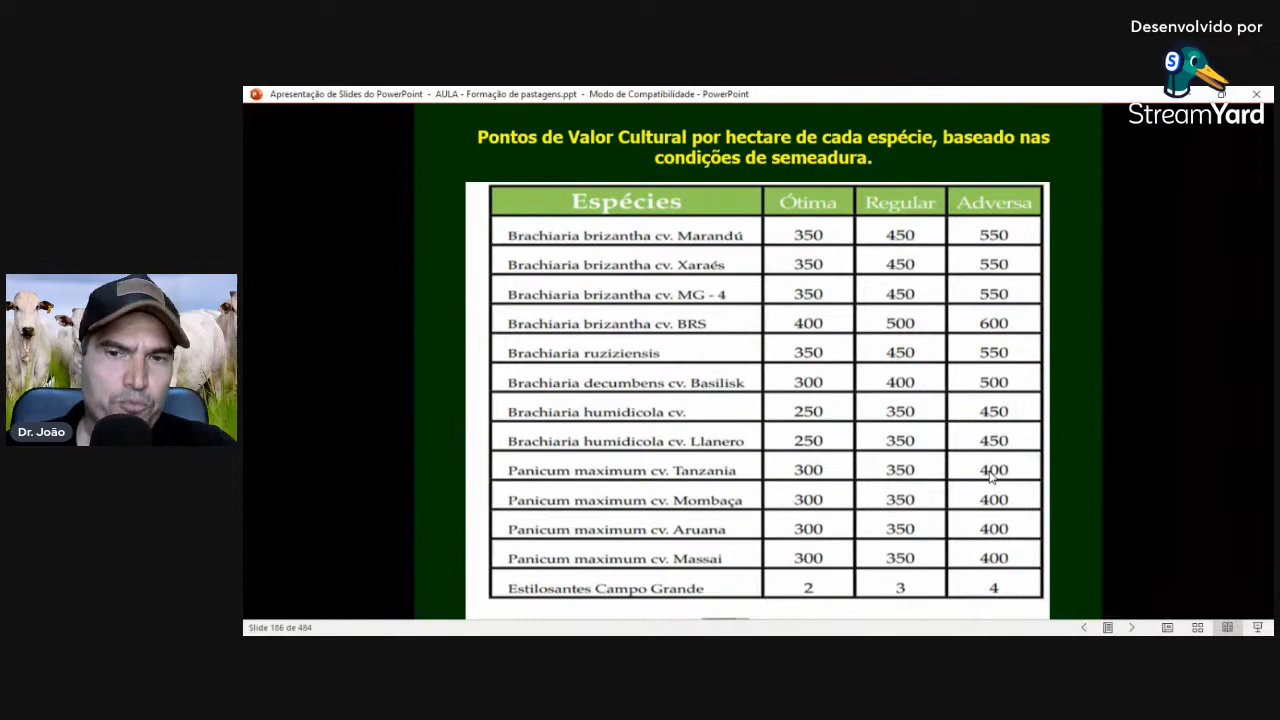 Desenvolvido por
S
StreamYard
Apresentação de Slides do PowerPoint - AULA - Formação de pastagens.ppt - Modo de Compatibilidade - PowerPoint
Pontos de Valor Cultural por hectare de cada espécie, baseado nas
condições de semeadura.
Espécies Ótima Regular Adversa
Brachiaria brizantha cv. Marandú 350 450 550
Brachiaria brizantha cv. Xaraés 350 450 550
Brachiaria brizantha cv. MG - 4 350 450 550
Brachiaria brizantha cv. BRS 400 500 600
Brachiaria ruziziensis 350 450 550
Brachiaria decumbens cv. Basilisk 300 400 500
Brachiaria humidicola cv. 250 350 450
Brachiaria humidicola cv. Llanero 250 350 450
Panicum maximum cv. Tanzania 300 350 400
Panicum maximum cv. Mombaça 300 350 400
Panicum maximum cv. Aruana 300 350 400
Panicum maximum cv. Massai 300 350 400
Estilosantes Campo Grande 2 3 4
Dr. João
Slide 186 de 484